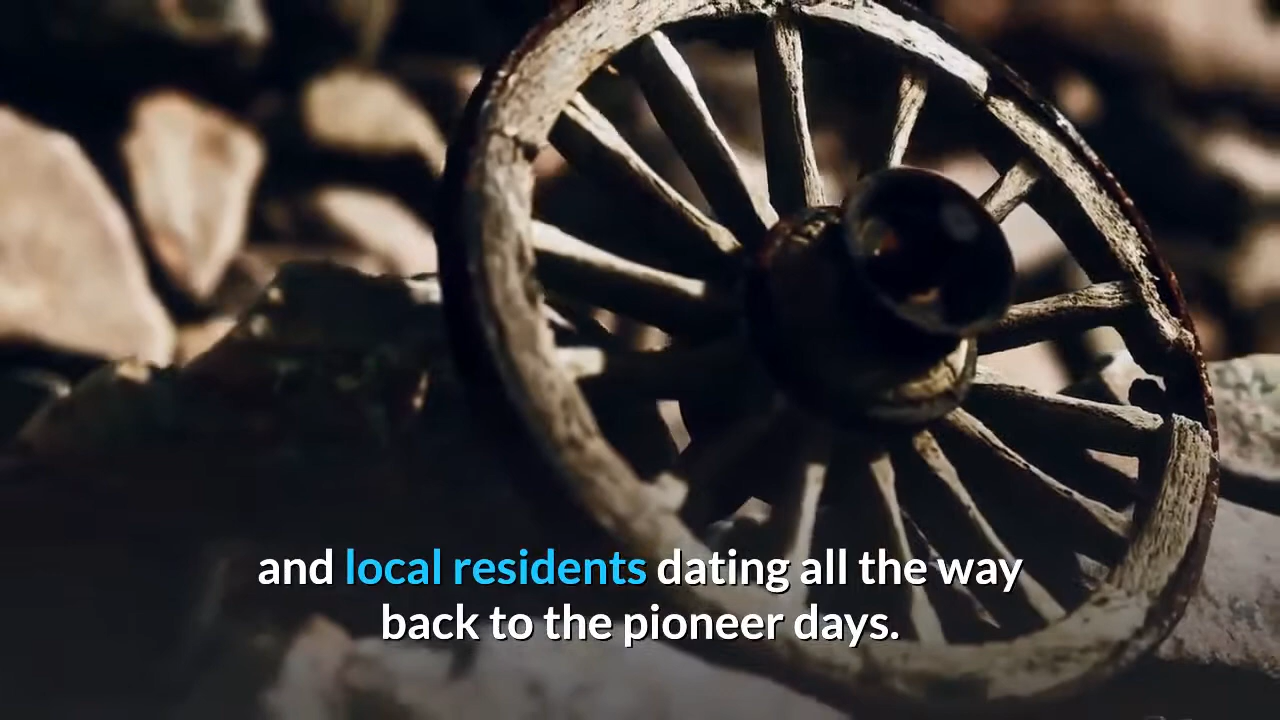 and local residents dating all the way
back to the pioneer days.